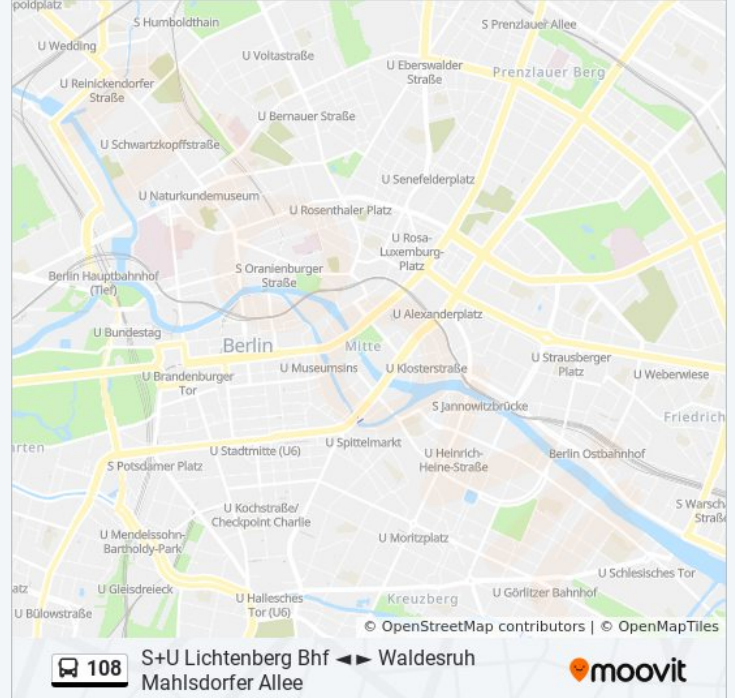 poldplatz
S Humboldthain
S Prenzlauer Allee
U Wedding
U Voltastraße
U Eberswalder
Straße
Prenzlauer Berg
U Reinickendorfer
Straße
U Bernauer Straße
U Schwartzkopffstraße
U Senefelderplatz
U Naturkundemuseum
U Rosenthaler Platz
U Rosa-
Luxemburg-
Platz
S Oranienburger
Straße
Berlin Hauptbahnhof
(Tief)
U Alexanderplatz
U Bundestag
Berlin
Mitte
U Strausberger
Platz
U Museumsins
U Klosterstraße
U Weberwiese
U Brandenburger
Tor
S Jannowitzbrücke
Friedrich
arten
U Spittelmarkt
U Stadtmitte (U6)
U Heinrich-
Heine-Straße
Berlin Ostbahnhof
S Potsdamer Platz
S Warsch
Straße
U Kochstraße/
Checkpoint Charlie
U Mendelssohn-
Bartholdy-Park
U Moritzplatz
U Schlesisches Tor
atz
U Gleisdreieck
U Görlitzer Bahnhof
U Hallesches
Tor (U6)
Kreuzberg
U Bülowstraße
© OpenStreetMap contributors | © OpenMapTiles
108
S+U Lichtenberg Bhf ◄► Waldesruh
Mahlsdorfer Allee
moovit